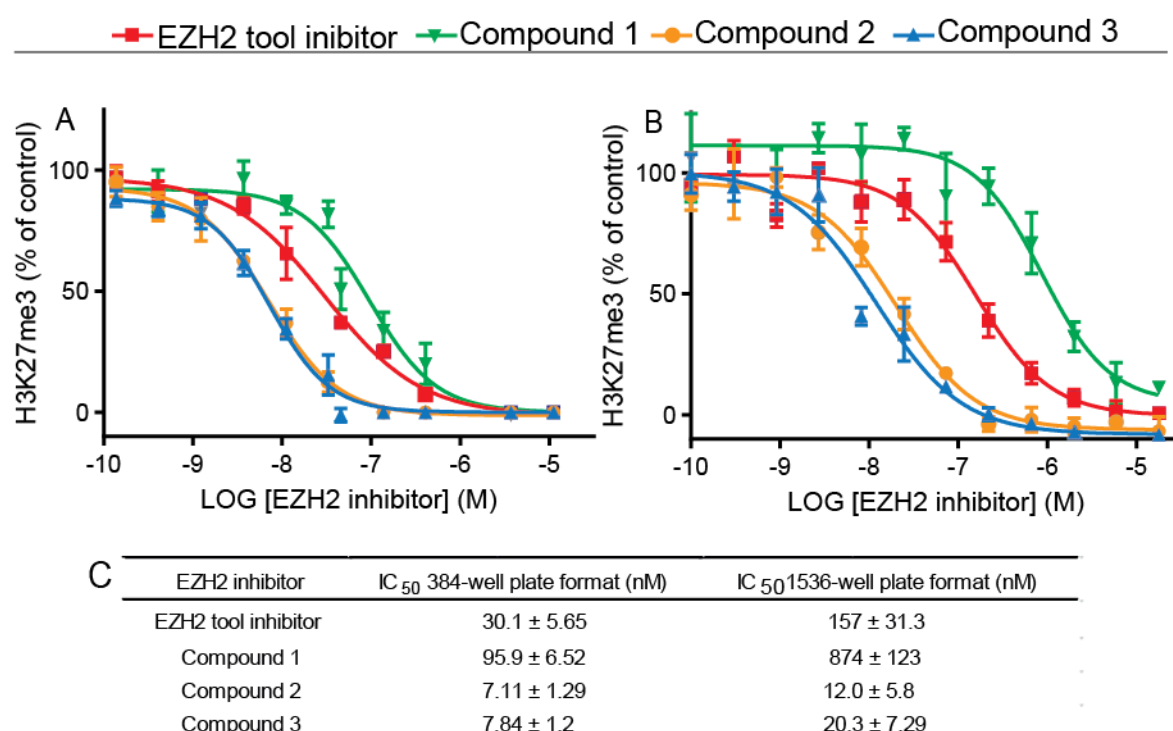 EZH2 tool inibitor Compound 1 Compound 2 Compound 3
A
H3K27me3 (% of control)
100
50
0
-10 -9 -8 -7 -6 -5
LOG [EZH2 inhibitor] (M)
B
H3K27me3 (% of control)
100
50
0
-10 -9 -8 -7 -6 -5
LOG [EZH2 inhibitor] (M)
C
EZH2 inhibitor IC 50 384-well plate format (nM) IC 50 1536-well plate format (nM)
EZH2 tool inhibitor 30.1 ± 5.65 157 ± 31.3
Compound 1 95.9 ± 6.52 874 ± 123
Compound 2 7.11 ± 1.29 12.0 ± 5.8
Compound 3 7.84 ± 1.2 20.3 ± 7.29